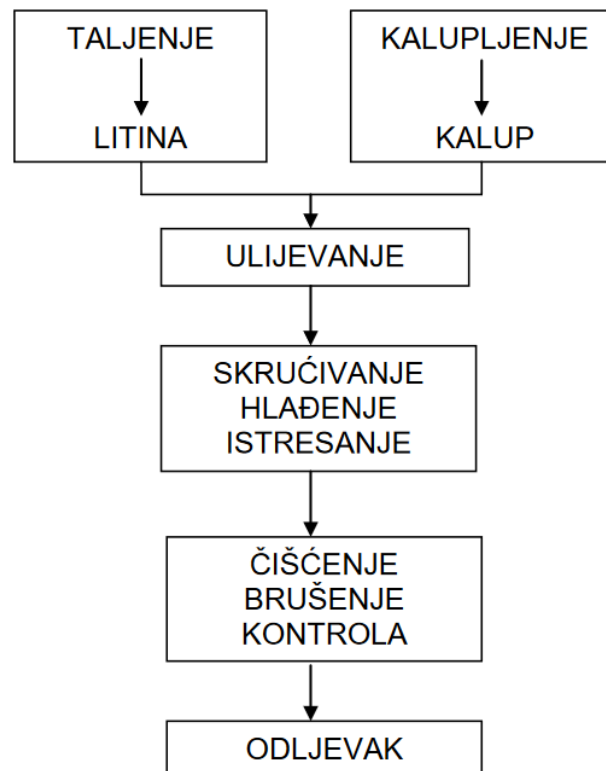 TALJENJE
LITINA
KALUPLJENJE
KALUP
ULIJEVANJE
SKRUĆIVANJE
HLAĐENJE
ISTRESANJE
ČIŠĆENJE
BRUŠENJE
KONTROLA
ODLJEVAK